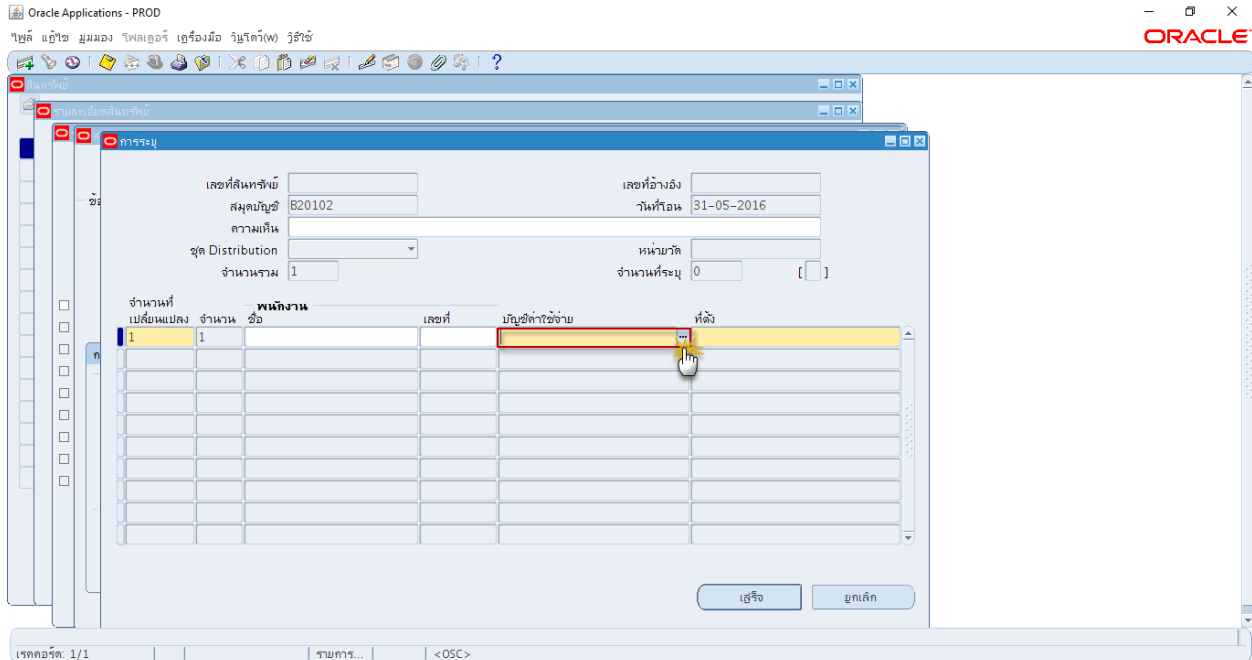 Oracle Applications - PROD
ไฟล์ แก้ไข มุมมอง โฟลเดอร์ เครื่องมือ วินโดว์(W) วิธีใช้
ORACLE
สินทรัพย์
รายละเอียดสินทรัพย์
การระบุ
เลขที่สินทรัพย์ เลขที่อ้างอิง
สมุดบัญชี B20102 วันที่โอน 31-05-2016
ความเห็น
ชุด Distribution หน่วยวัด
จำนวนรวม 1 จำนวนที่ระบุ 0 [ ]
จำนวนที่ พนักงาน
เปลี่ยนแปลง จำนวน ชื่อ เลขที่ บัญชีค่าใช้จ่าย ที่ตั้ง
1 1
เสร็จ ยกเลิก
เรคคอร์ด: 1/1 รายการ... <OSC>